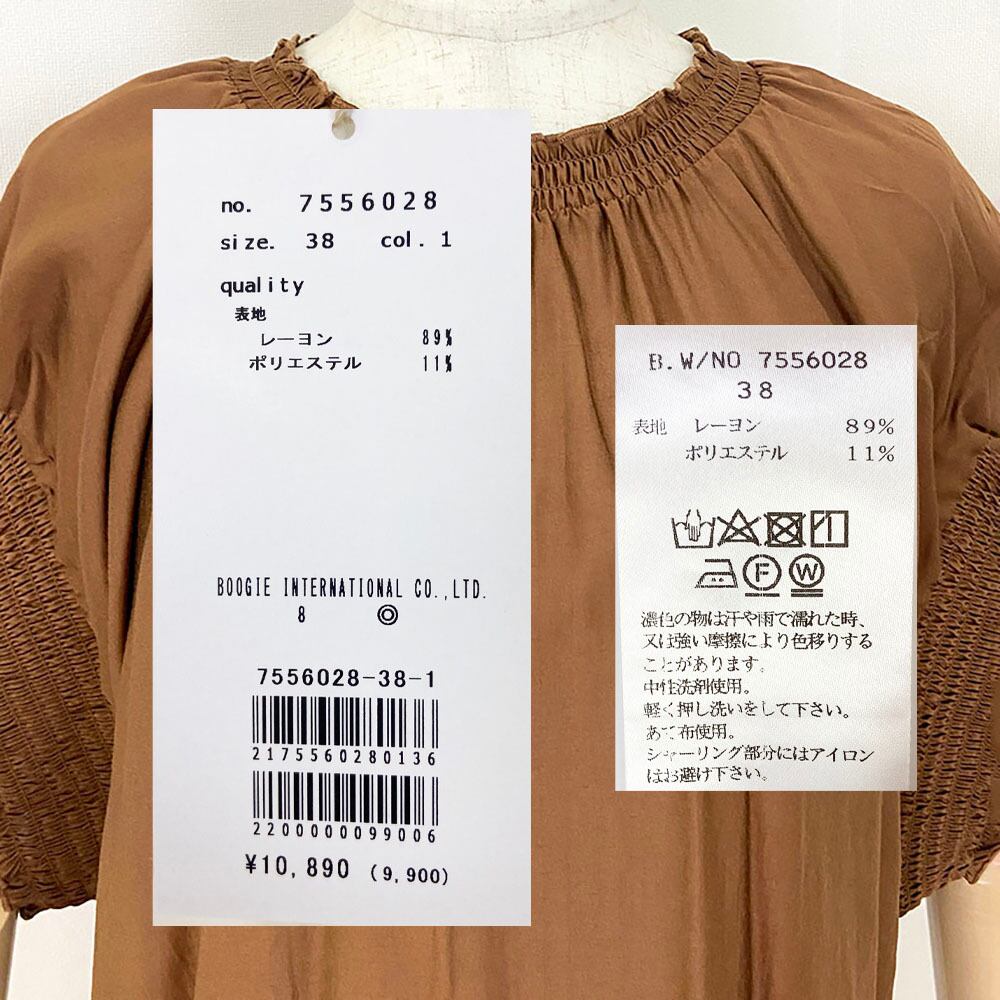 no. 7556028
size. 38 col. 1
quality
表地
レーヨン 89%
ポリエステル 11%
BOOGIE INTERNATIONAL CO.,LTD.
8 ◎
7556028-38-1
2175560280136
2200000099006
¥10,890 (9,900)
B.W/NO 7556028
38
表地 レーヨン 89%
ポリエステル 11%
F W
濃色の物は汗や雨で濡れた時、
又は強い摩擦により色移りする
ことがあります。
中性洗剤使用。
軽く押し洗いをして下さい。
あて布使用。
シャーリング部分にはアイロン
はお避け下さい。